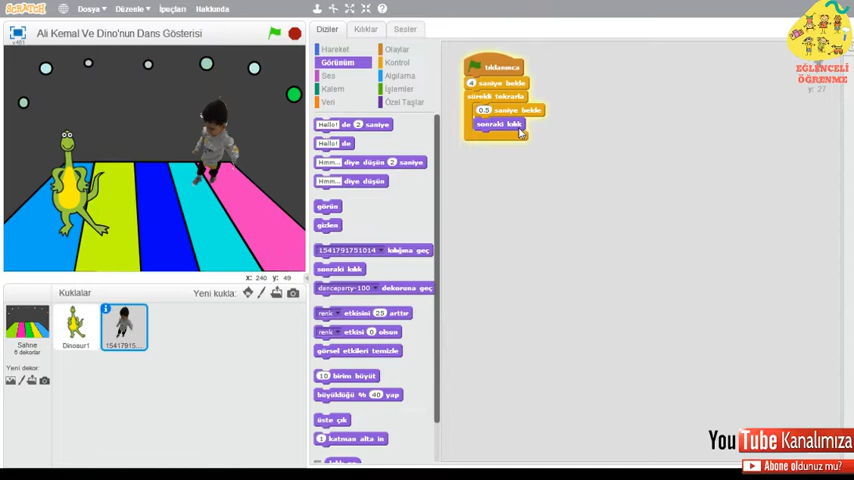 SCRATCH
Dosya
Düzenle
İpuçları
Hakkında
Ali Kemal Ve Dino'nun Dans Gösterisi
v461
x: 240 y: 49
Kuklalar
Yeni kukla:
Sahne
6 dekorlar
Yeni dekor:
Dinosaur1
15417915...
Diziler
Kılıklar
Sesler
Hareket
Olaylar
Görünüm
Kontrol
Ses
Algılama
Kalem
İşlemler
Veri
Özel Taşlar
Hello! de 2 saniye
Hello! de
Hmm... diye düşün 2 saniye
Hmm... diye düşün
görün
gizlen
1541791751014 kılığına geç
sonraki kılık
danceparty-100 dekoruna geç
renk etkisini 25 arttır
renk etkisi 0 olsun
görsel etkileri temizle
10 birim büyüt
büyüklüğü % 40 yap
üste çık
1 katman alta in
tıklanınca
4 saniye bekle
sürekli tekrarla
0.5 saniye bekle
sonraki kılık
EĞLENCELİ
ÖĞRENME
y: 27
You Tube Kanalımıza
Abone oldunuz mu?